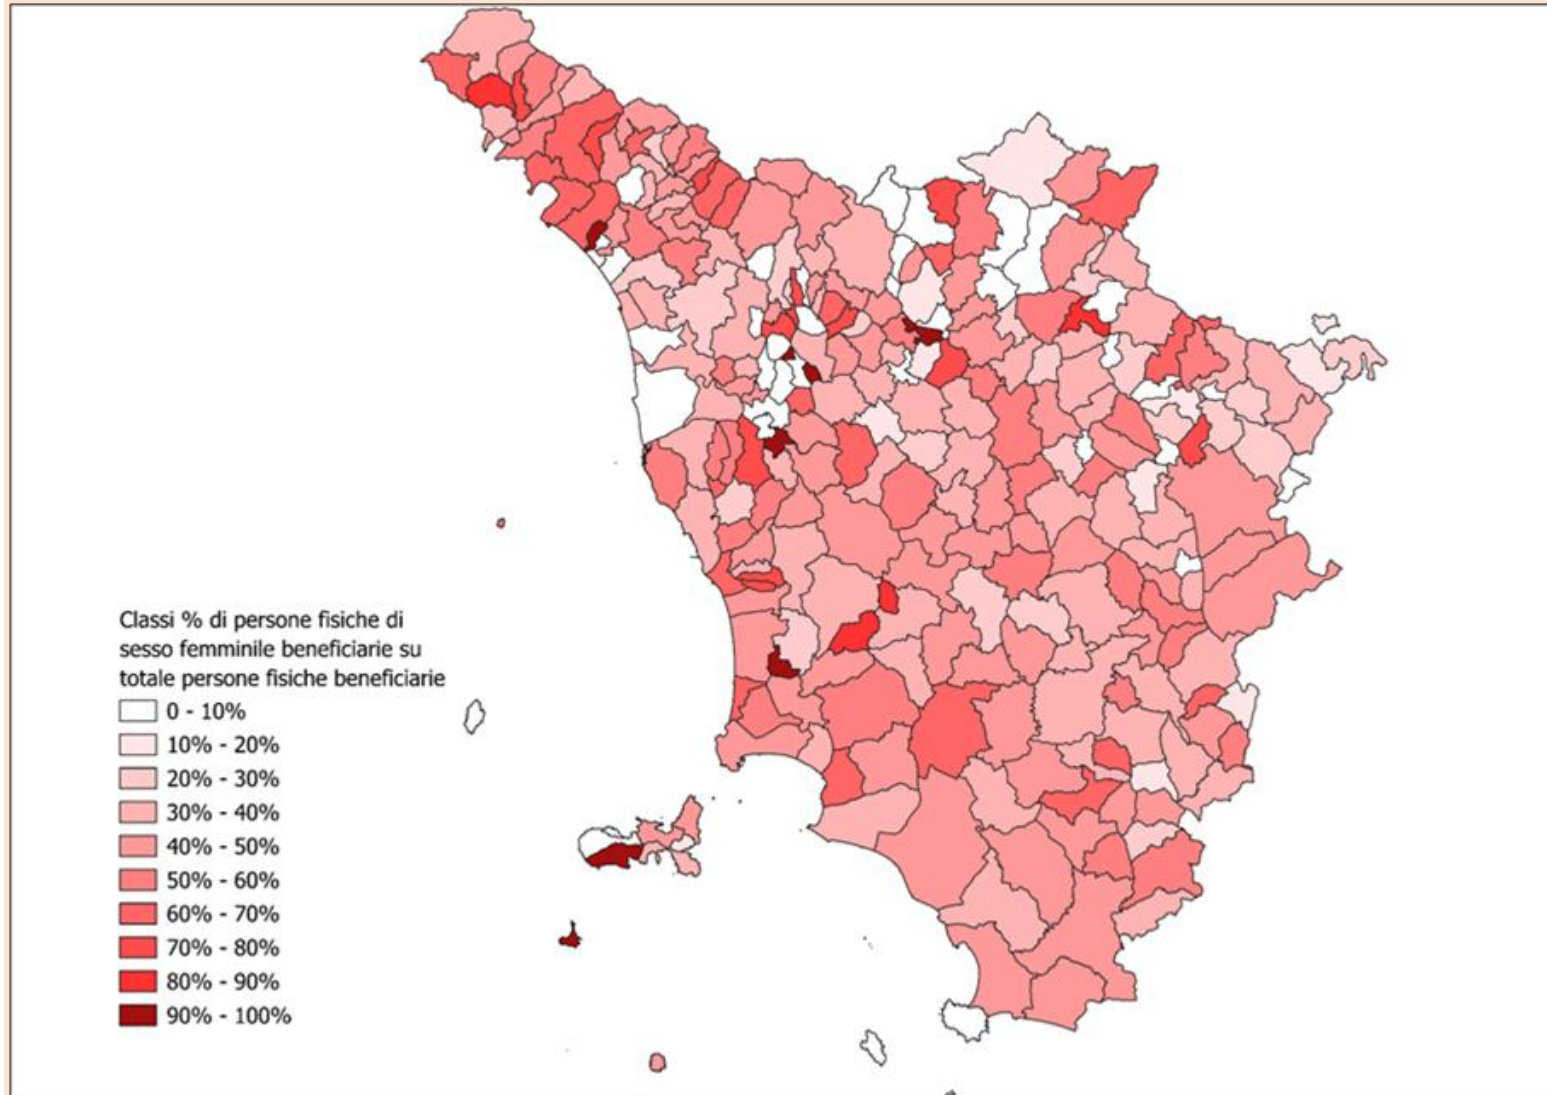 Classi % di persone fisiche di
sesso femminile beneficiarie su
totale persone fisiche beneficiarie
0 - 10%
10% - 20%
20% - 30%
30% - 40%
40% - 50%
50% - 60%
60% - 70%
70% - 80%
80% - 90%
90% - 100%